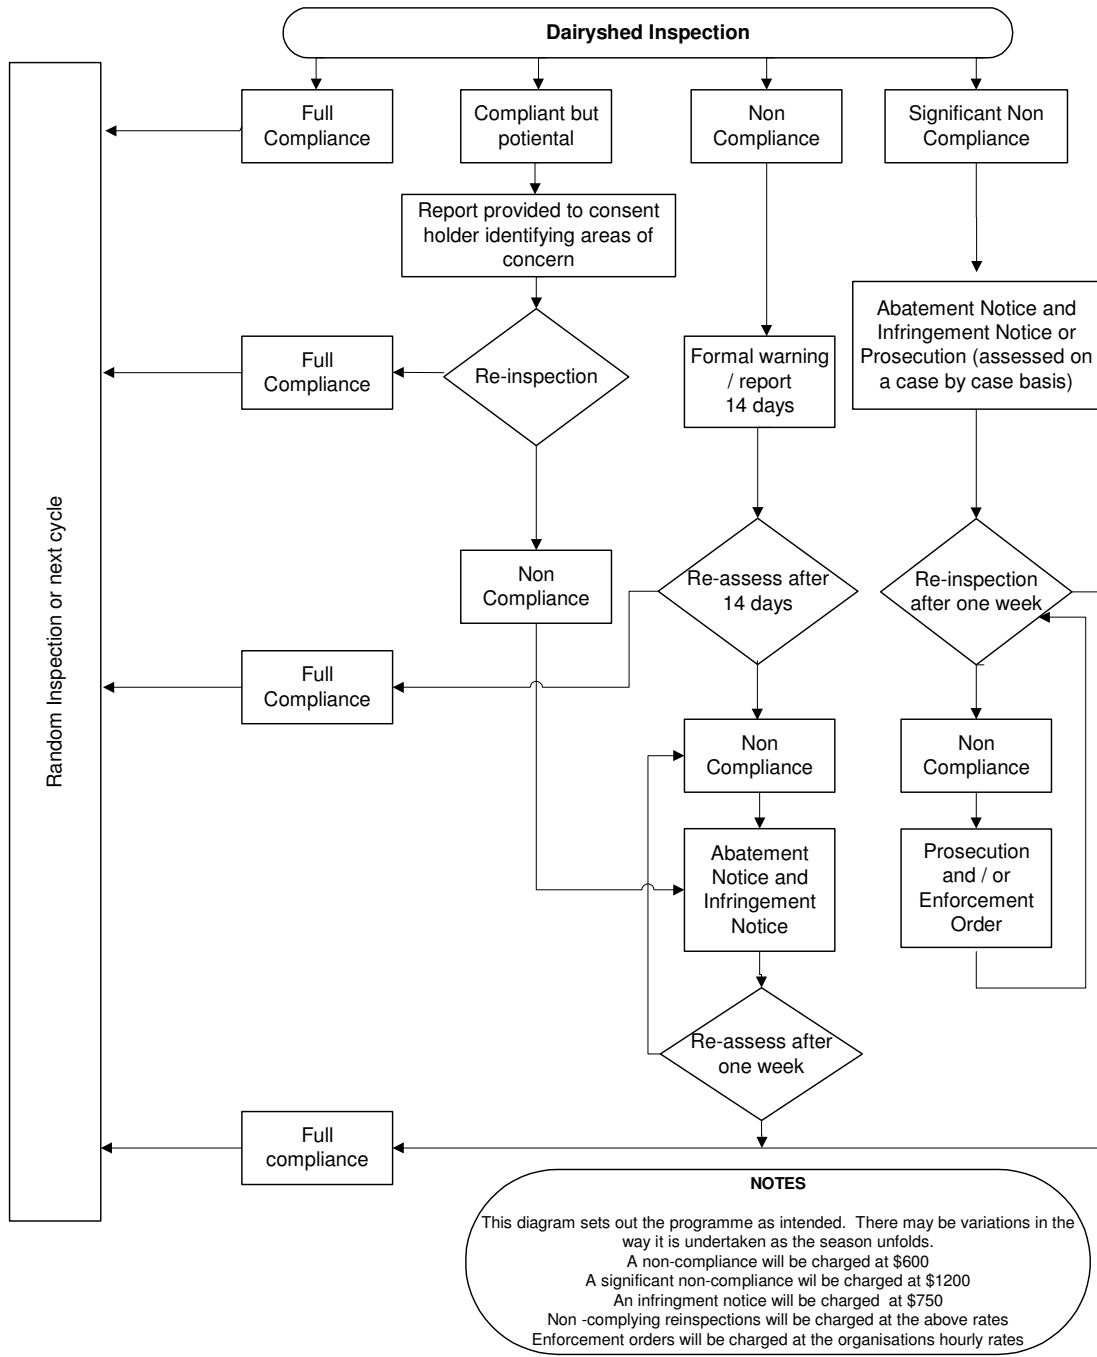 Dairyshed Inspection
Full
Compliance
Compliant but
potiental
Non
Compliance
Significant Non
Compliance
Report provided to consent
holder identifying areas of
concern
Abatement Notice and
Infringement Notice or
Prosecution (assessed on
a case by case basis)
Full
Compliance
Re-inspection
Formal warning
/ report
14 days
Random Inspection or next cycle
Non
Compliance
Re-assess after
14 days
Re-inspection
after one week
Full
Compliance
Non
Compliance
Non
Compliance
Abatement
Notice and
Infringement
Notice
Prosecution
and / or
Enforcement
Order
Re-assess after
one week
Full
compliance
NOTES
This diagram sets out the programme as intended.  There may be variations in the
way it is undertaken as the season unfolds.
A non-compliance will be charged at $600
A significant non-compliance will be charged at $1200
An infringment notice will be charged  at $750
Non -complying reinspections will be charged at the above rates
Enforcement orders will be charged at the organisations hourly rates